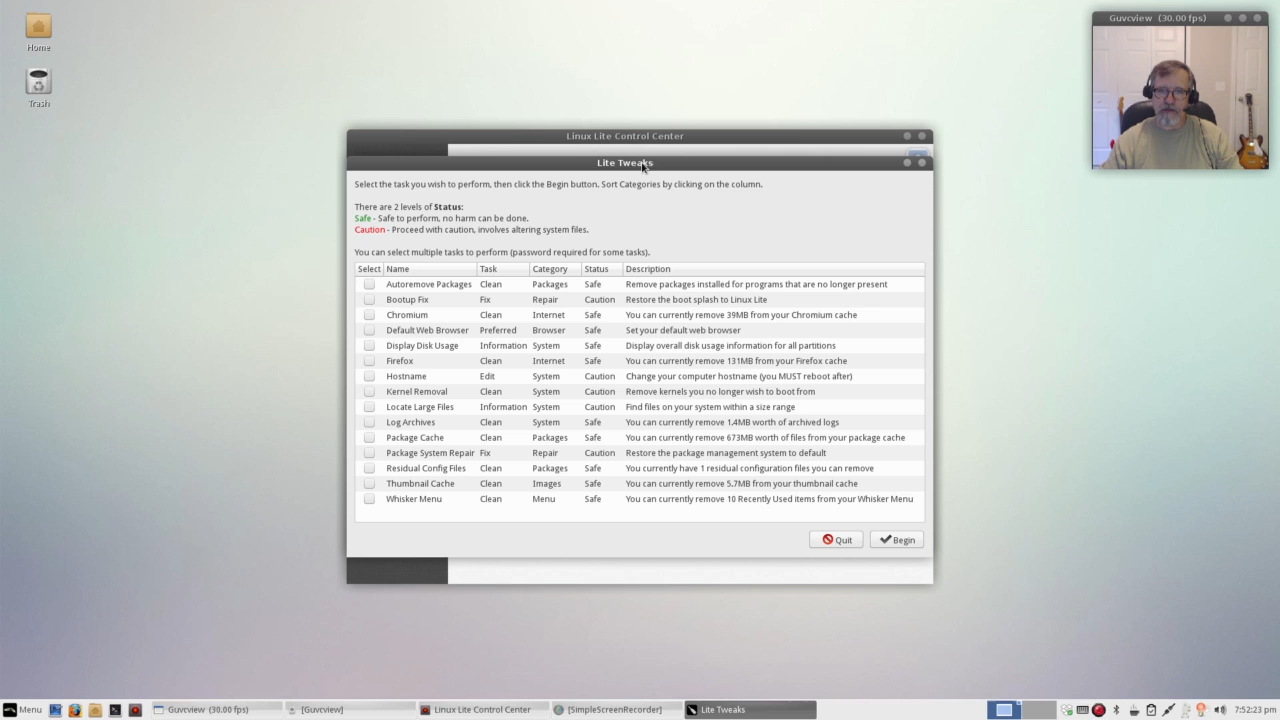 Home
Trash
Guvcview (30.00 fps)
Linux Lite Control Center
Lite Tweaks
Select the task you wish to perform, then click the Begin button. Sort Categories by clicking on the column.
There are 2 levels of Status:
Safe - Safe to perform, no harm can be done.
Caution - Proceed with caution, involves altering system files.
You can select multiple tasks to perform (password required for some tasks).
Select Name Task Category Status Description
Autoremove Packages Clean Packages Safe Remove packages installed for programs that are no longer present
Bootup Fix Fix Repair Caution Restore the boot splash to Linux Lite
Chromium Clean Internet Safe You can currently remove 39MB from your Chromium cache
Default Web Browser Preferred Browser Safe Set your default web browser
Display Disk Usage Information System Safe Display overall disk usage information for all partitions
Firefox Clean Internet Safe You can currently remove 131MB from your Firefox cache
Hostname Edit System Caution Change your computer hostname (you MUST reboot after)
Kernel Removal Clean System Caution Remove kernels you no longer wish to boot from
Locate Large Files Information System Caution Find files on your system within a size range
Log Archives Clean System Safe You can currently remove 1.4MB worth of archived logs
Package Cache Clean Packages Safe You can currently remove 673MB worth of files from your package cache
Package System Repair Fix Repair Caution Restore the package management system to default
Residual Config Files Clean Packages Safe You currently have 1 residual configuration files you can remove
Thumbnail Cache Clean Images Safe You can currently remove 5.7MB from your thumbnail cache
Whisker Menu Clean Menu Safe You can currently remove 10 Recently Used items from your Whisker Menu
Quit Begin
Menu Guvcview (30.00 fps) [Guvcview] Linux Lite Control Center [SimpleScreenRecorder] Lite Tweaks 7:52:23 pm